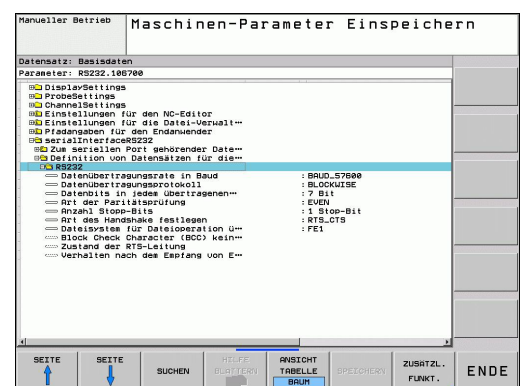 Manueller Betrieb
Maschinen-Parameter Einspeichern
Datensatz: Basisdaten
Parameter: RS232.106700
DisplaySettings
ProbeSettings
ChannelSettings
Einstellungen für den NC-Editor
Einstellungen für die Datei-Verwalt…
Pfadangaben für den Endanwender
serialInterfaceRS232
Zum seriellen Port gehörender Date…
Definition von Datensätzen für die…
RS232
Datenübertragungsrate in Baud :BAUD_57600
Datenübertragungsprotokoll :BLOCKWISE
Datenbits in jedem übertragenen… :7 Bit
Art der Paritätsprüfung :EVEN
Anzahl Stopp-Bits :1 Stop-Bit
Art des Handshake festlegen :RTS_CTS
Dateisystem für Dateioperation ü… :FE1
Block Check Character (BCC) kein…
Zustand der RTS-Leitung
Verhalten nach dem Empfang von E…
SEITE
SEITE
SUCHEN
HILFE BLÄTTERN
ANSICHT TABELLE BAUM
SPEICHERN
ZUSÄTZL. FUNKT.
ENDE